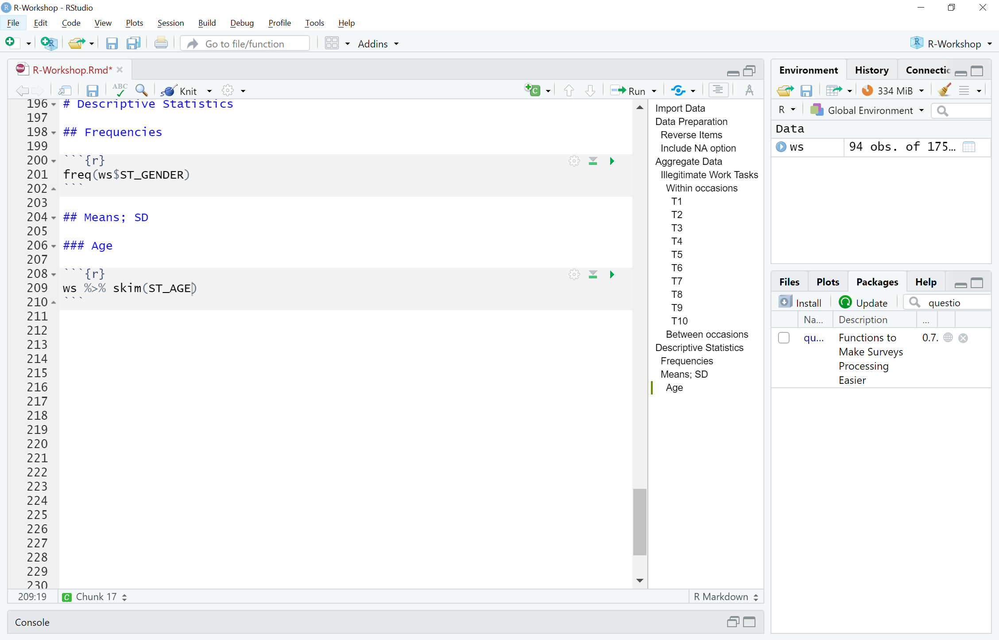 R-Workshop - RStudio
File Edit Code View Plots Session Build Debug Profile Tools Help
Go to file/function Addins R-Workshop
R-Workshop.Rmd*
ABC Knit Run
196 # Descriptive Statistics
197
198 ## Frequencies
199
200 ```{r}
201 freq(ws$ST_GENDER)
202 ```
203
204 ## Means; SD
205
206 ### Age
207
208 ```{r}
209 ws %>% skim(ST_AGE)
210 ```
211
212
213
214
215
216
217
218
219
220
221
222
223
224
225
226
227
228
229
230
209:19 Chunk 17 R Markdown
Console
Import Data
Data Preparation
Reverse Items
Include NA option
Aggregate Data
Illegitimate Work Tasks
Within occasions
T1
T2
T3
T4
T5
T6
T7
T8
T9
T10
Between occasions
Descriptive Statistics
Frequencies
Means; SD
Age
Environment History Connectic
334 MiB
R Global Environment
Data
ws 94 obs. of 175…
Files Plots Packages Help
Install Update questio
Na... Description ...
qu... Functions to 0.7.
Make Surveys
Processing
Easier